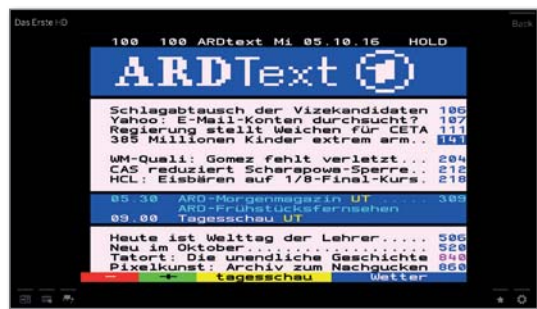 Das Erste HD
Back
100 100 ARDtext Mi 05.10.16 HOLD
ARDText
Schlagabtausch der Vizekandidaten 106
Yahoo: E-Mail-Konten durchsucht? 107
Regierung stellt Weichen für CETA 111
385 Millionen Kinder extrem arm.. 141
WM-Quali: Gomez fehlt verletzt... 204
CAS reduziert Scharapowa-Sperre.. 212
HCL: Eisbären auf 1/8-Final-Kurs. 218
05.30 ARD-Morgenmagazin UT ..... 309
ARD-Frühstücksfernsehen
09.00 Tagesschau UT
Heute ist Welttag der Lehrer..... 506
Neu im Oktober................... 520
Tatort: Die unendliche Geschichte 840
Pixelkunst: Archiv zum Nachgucken 860
- + tagesschau Wetter